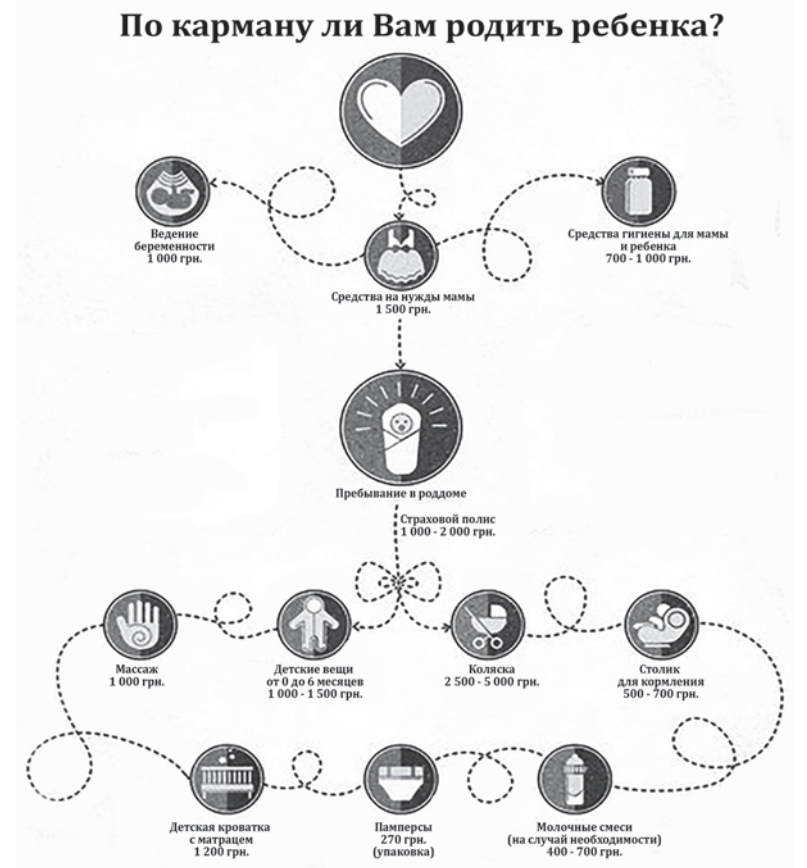 По карману ли Вам родить ребенка?
Ведение
беременности
1 000 грн.
Средства гигиены для мамы
и ребенка
700 - 1 000 грн.
Средства на нужды мамы
1 500 грн.
Пребывание в роддоме
Страховой полис
1 000 - 2 000 грн.
Массаж
1 000 грн.
Детские вещи
от 0 до 6 месяцев
1 000 - 1 500 грн.
Коляска
2 500 - 5 000 грн.
Столик
для кормления
500 - 700 грн.
Детская кроватка
с матрацем
1 200 грн.
Памперсы
270 грн.
(упаковка)
Молочные смеси
(на случай необходимости)
400 - 700 грн.